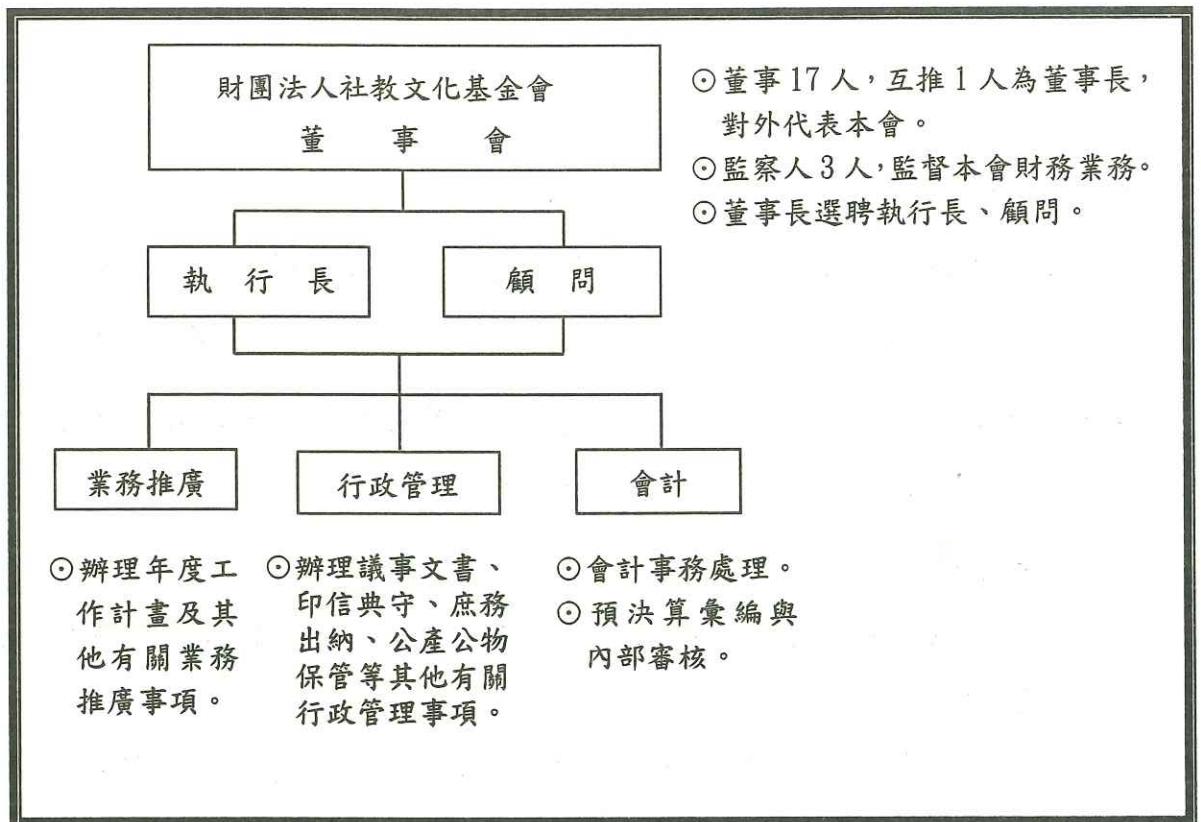 財團法人社教文化基金會
董事會
⊙董事17人,互推1人為董事長,
對外代表本會。
⊙監察人3人,監督本會財務業務。
⊙董事長選聘執行長、顧問。
執行長
顧問
業務推廣
行政管理
會計
⊙辦理年度工
作計畫及其
他有關業務
推廣事項。
⊙辦理議事文書、
印信典守、庶務
出納、公產公物
保管等其他有關
行政管理事項。
⊙會計事務處理。
⊙預決算彙編與
內部審核。